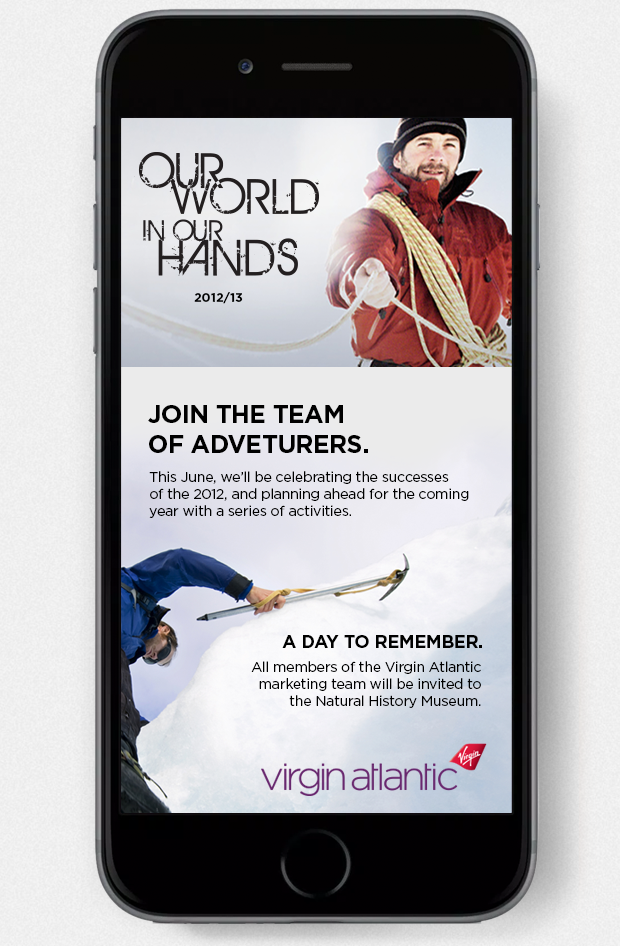 OUR
WORLD
IN OUR
HANDS
2012/13
JOIN THE TEAM
OF ADVETURERS.
This June, we'll be celebrating the successes
of the 2012, and planning ahead for the coming
year with a series of activities.
A DAY TO REMEMBER.
All members of the Virgin Atlantic
marketing team will be invited to
the Natural History Museum.
virgin atlantic
Virgin